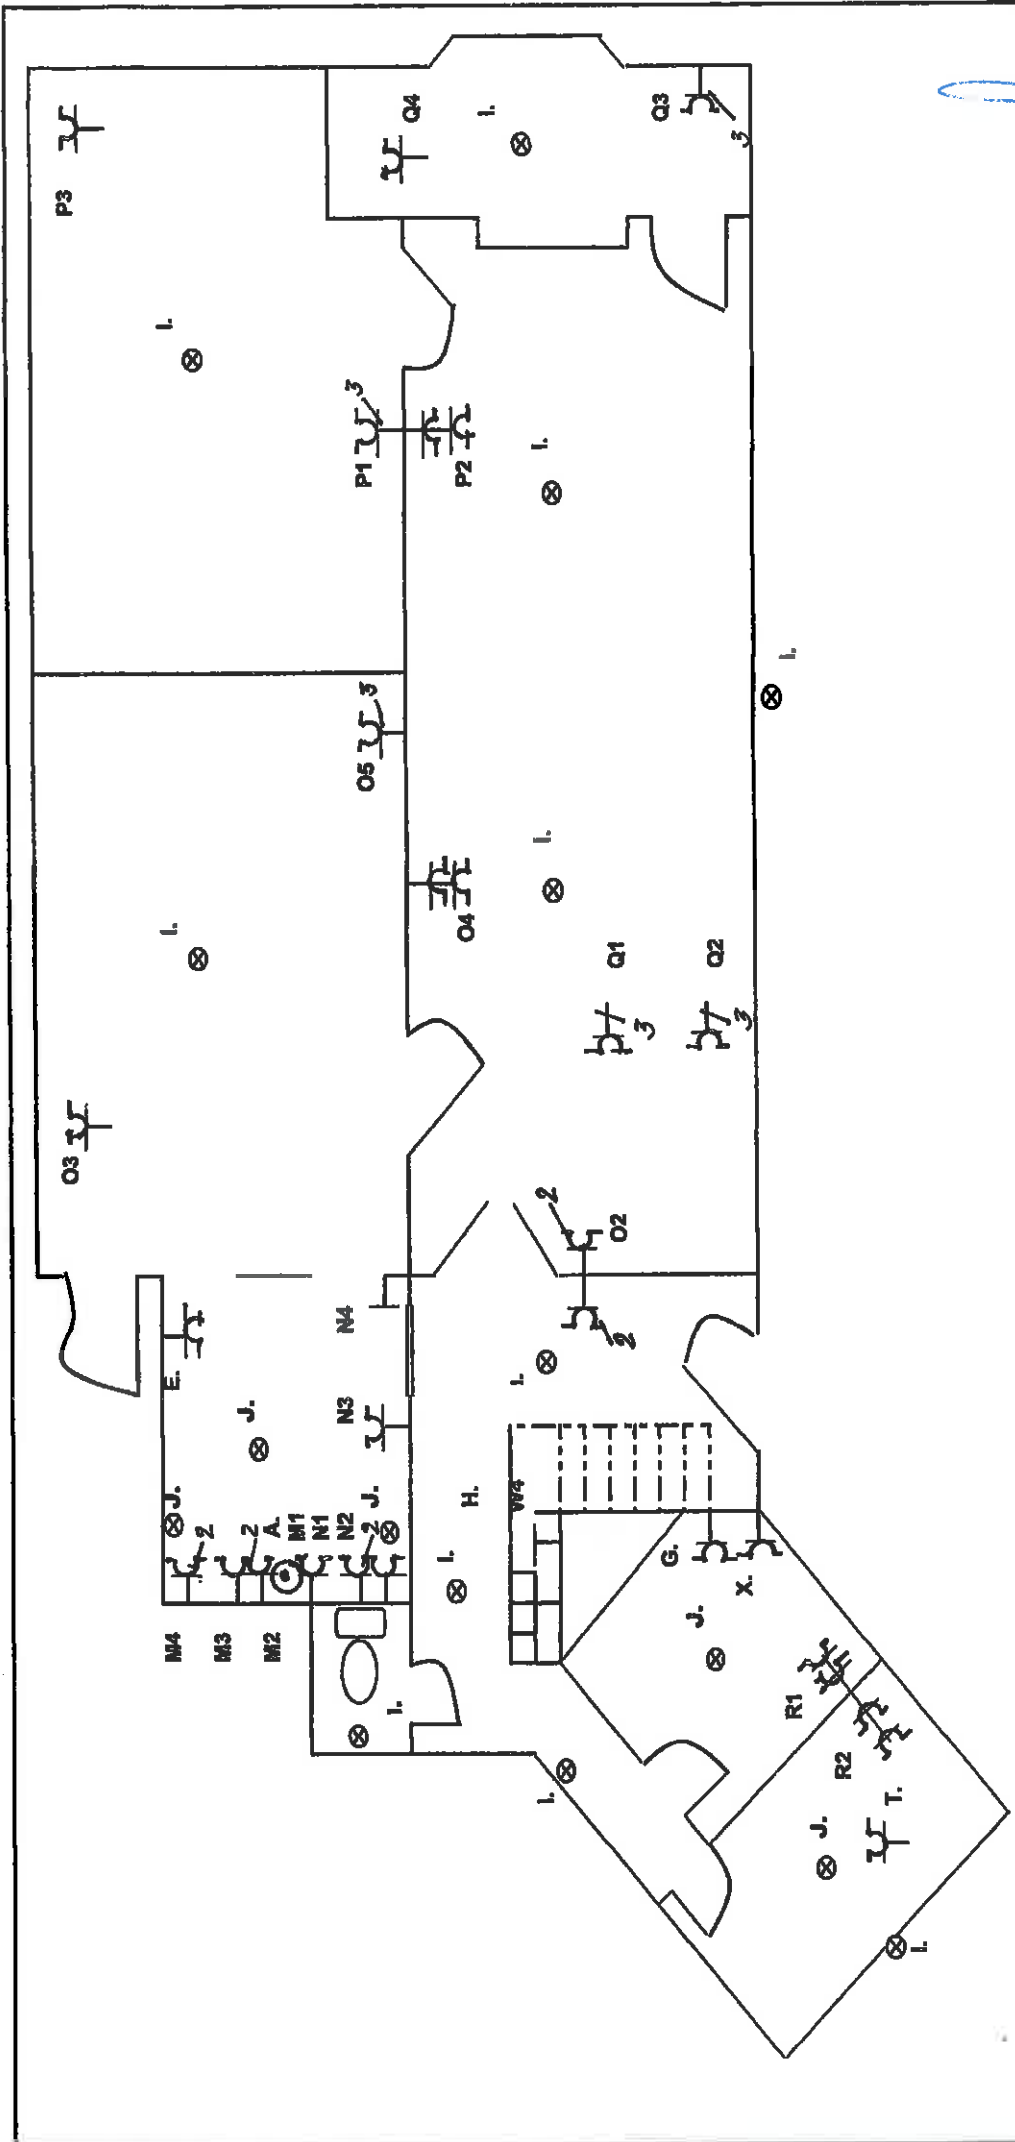 P3
Q4
I.
Q3
3
I.
3
P1
P2
I.
I.
3
O5
I.
O4
I.
Q1
Q2
3
3
O3
2
O2
2
N4
E.
I.
N3
J.
J.
2
2
A.
M1
N1
N2
2
J.
H.
W4
I.
G.
X.
J.
M4
M3
M2
I.
R1
R2
I.
J.
T.
I.